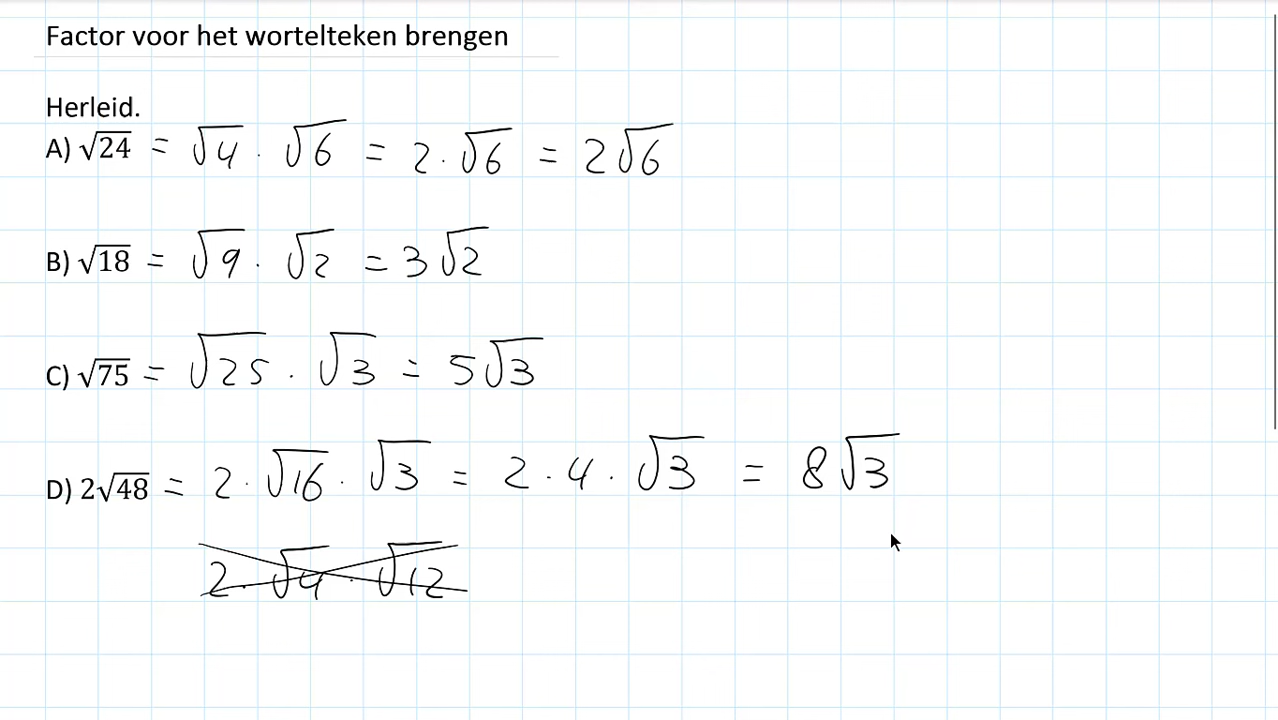 Factor voor het wortelteken brengen
Herleid.
A) √24 = √4 · √6 = 2 · √6 = 2√6
B) √18 = √9 · √2 = 3√2
C) √75 = √25 · √3 = 5√3
D) 2√48 = 2 · √16 · √3 = 2 · 4 · √3 = 8√3
2 · √4 · √12